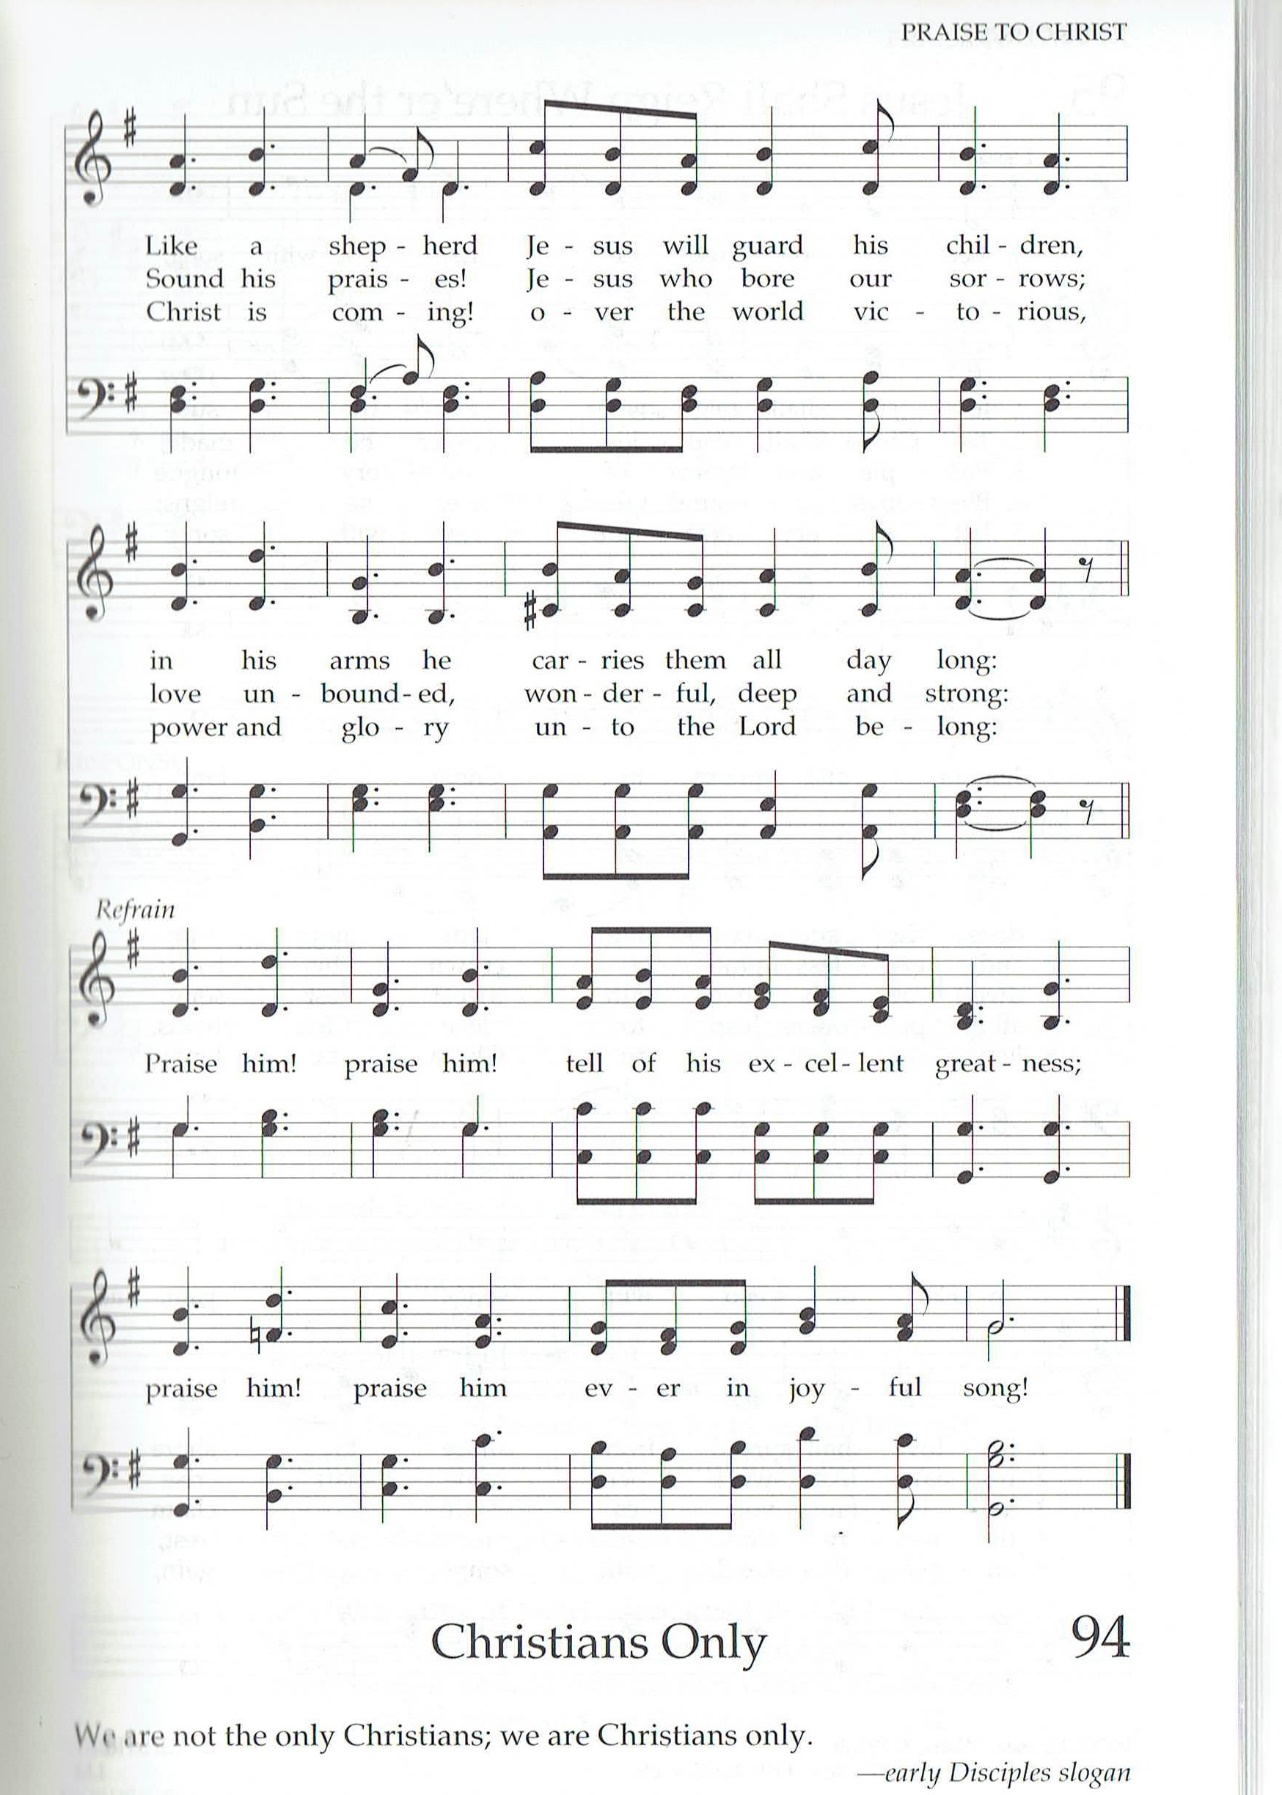 PRAISE TO CHRIST
Like a shep - herd Je - sus will guard his chil - dren,
Sound his prais - es! Je - sus who bore our sor - rows;
Christ is com - ing! o - ver the world vic - to - rious,
in his arms he car - ries them all day long:
love un - bound - ed, won - der - ful, deep and strong:
power and glo - ry un - to the Lord be - long:
Refrain
Praise him! praise him! tell of his ex - cel - lent great - ness;
praise him! praise him ev - er in joy - ful song!
Christians Only 94
We are not the only Christians; we are Christians only.
—early Disciples slogan